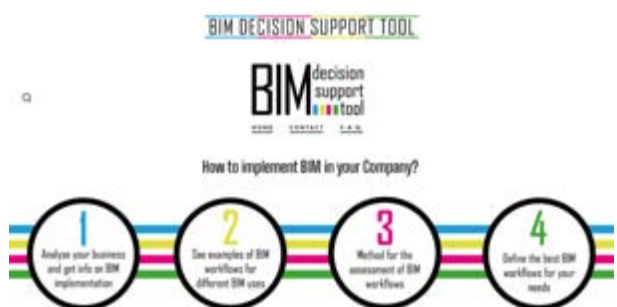 BIM DECISION SUPPORT TOOL
BIM decision
support
tool
HOME CONTACT F.A.Q.
How to implement BIM in your Company?
1
Analyse your business
and get info on BIM
implementation
2
See examples of BIM
workflows for
different BIM uses
3
Method for the
assessment of BIM
workflows
4
Define the best BIM
workflows for your
needs